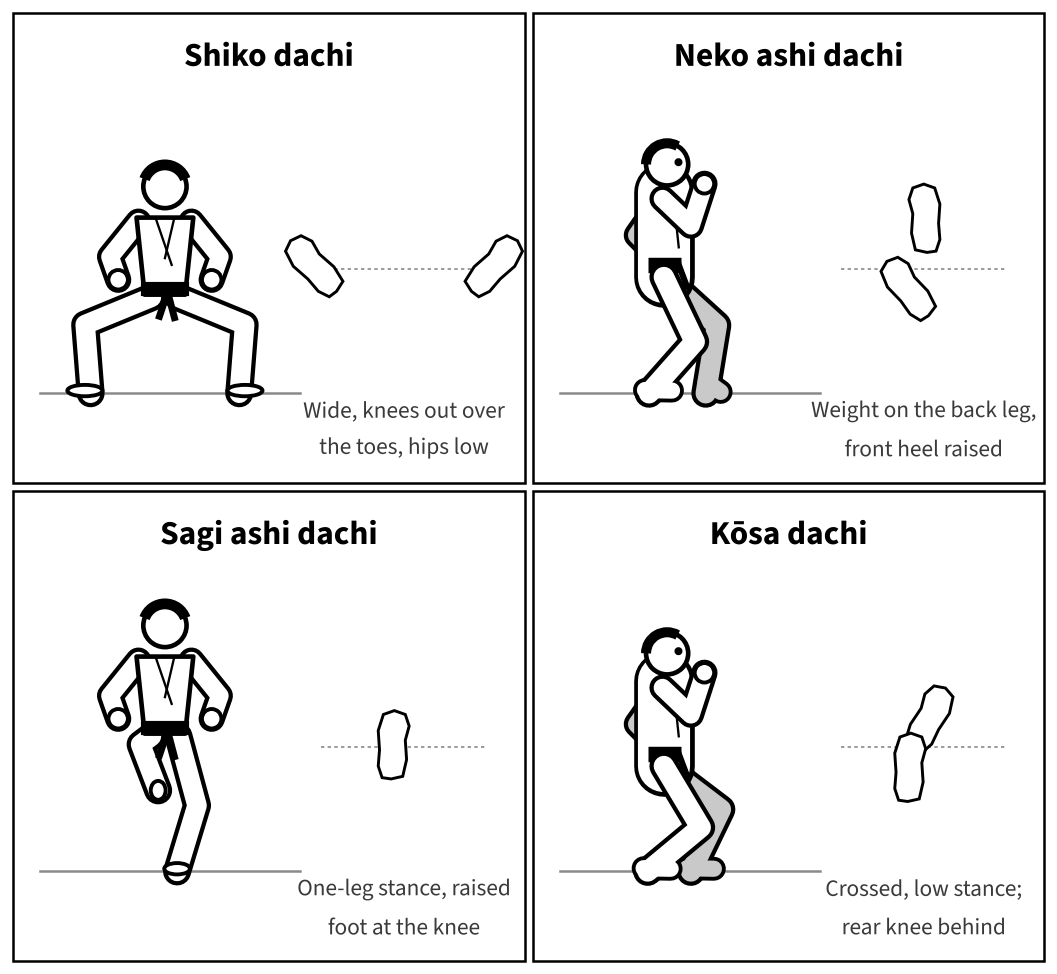 Shiko dachi
Wide, knees out over
the toes, hips low
Neko ashi dachi
Weight on the back leg,
front heel raised
Sagi ashi dachi
One-leg stance, raised
foot at the knee
Kōsa dachi
Crossed, low stance;
rear knee behind